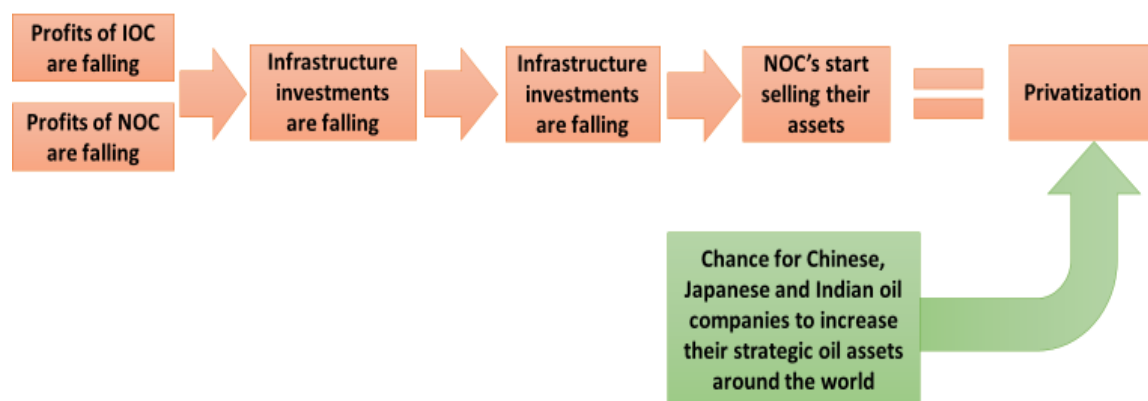 Profits of IOC
are falling
Profits of NOC
are falling
Infrastructure
investments
are falling
Infrastructure
investments
are falling
NOC's start
selling their
assets
Privatization
Chance for Chinese,
Japanese and Indian oil
companies to increase
their strategic oil assets
around the world